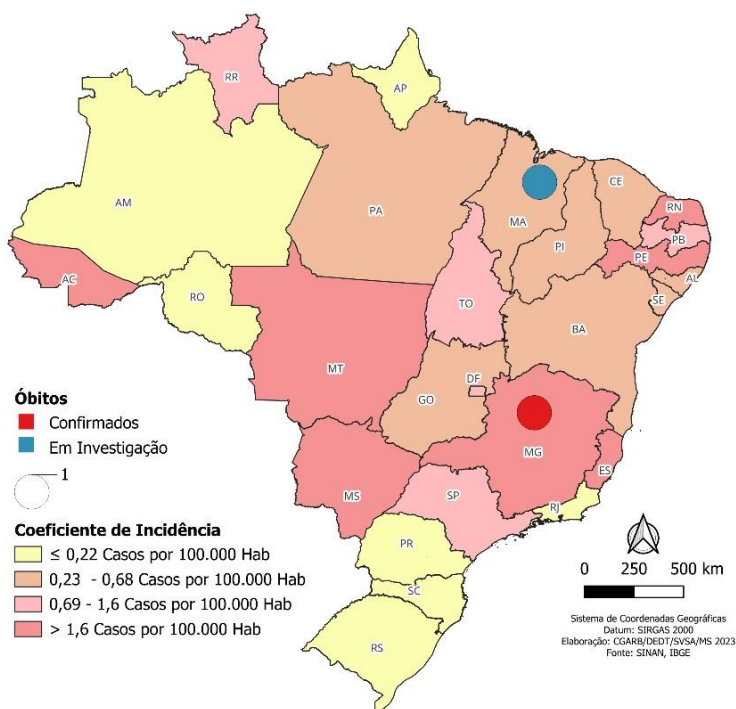 RR
AP
AM
PA
MA
CE
RN
PB
PI
PE
AC
AL
RO
TO
SE
BA
MT
DF
GO
MG
ES
MS
SP
RJ
PR
SC
RS
Óbitos
Confirmados
Em Investigação
1
Coeficiente de Incidência
≤ 0,22 Casos por 100.000 Hab
0,23 - 0,68 Casos por 100.000 Hab
0,69 - 1,6 Casos por 100.000 Hab
> 1,6 Casos por 100.000 Hab
0 250 500 km
Sistema de Coordenadas Geográficas
Datum: SIRGAS 2000
Elaboração: CGARB/DEDT/SVSA/MS 2023
Fonte: SINAN, IBGE